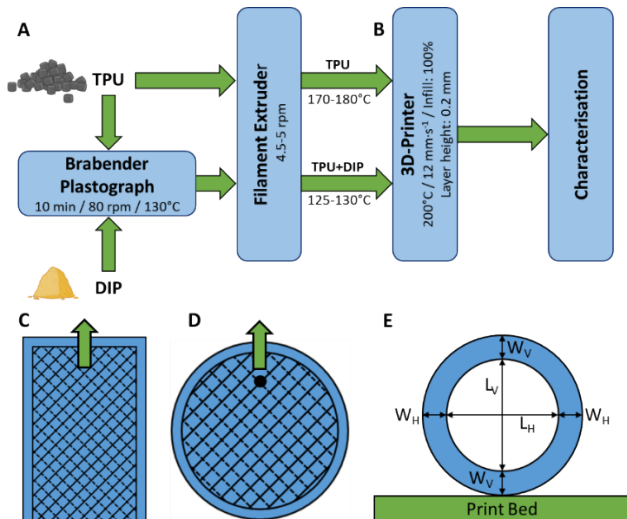 A
B
TPU
TPU
170-180°C
Brabender
Plastograph
10 min / 80 rpm / 130°C
Filament Extruder
4.5-5 rpm
TPU+DIP
125-130°C
3D-Printer
200°C / 12 mm·s⁻¹ / Infill: 100%
Layer height: 0.2 mm
Characterisation
DIP
C
D
E
W_V
L_V
W_H
L_H
W_H
W_V
Print Bed